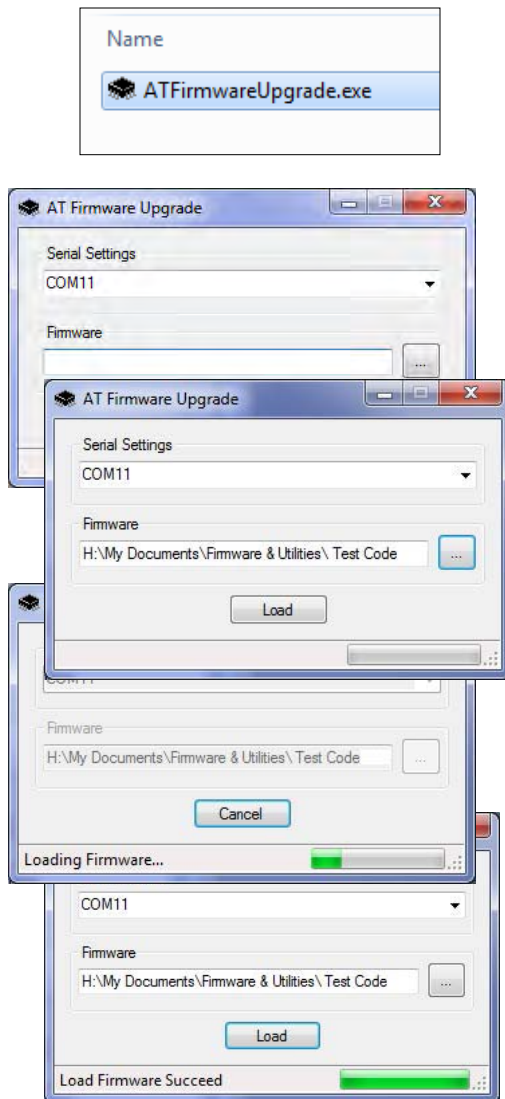 Name
ATFirmwareUpgrade.exe
AT Firmware Upgrade
Serial Settings
COM11
Firmware
...
AT Firmware Upgrade
Serial Settings
COM11
Firmware
H:\My Documents\Firmware & Utilities\ Test Code
...
Load
COM11
Firmware
H:\My Documents\Firmware & Utilities\ Test Code
...
Cancel
Loading Firmware...
COM11
Firmware
H:\My Documents\Firmware & Utilities\ Test Code
...
Load
Load Firmware Succeed